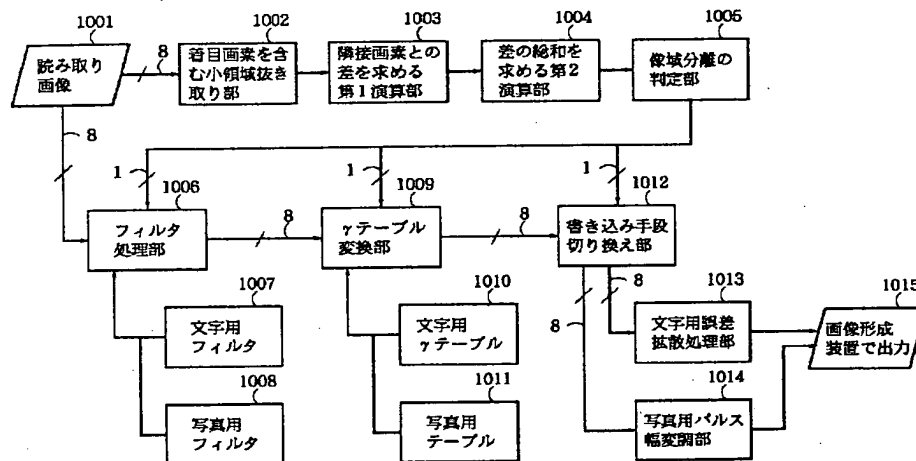 1001
読み取り
画像
8
1002
着目画素を含
む小領域抜き
取り部
1003
隣接画素との
差を求める
第1演算部
1004
差の総和を
求める第2
演算部
1005
像域分離の
判定部
8
1
1006
フィルタ
処理部
8
1
1009
γテーブル
変換部
8
1
1012
書き込み手段
切り換え部
1007
文字用
フィルタ
1008
写真用
フィルタ
1010
文字用
γテーブル
1011
写真用
テーブル
8
8
1013
文字用誤差
拡散処理部
1014
写真用パルス
幅変調部
1015
画像形成
装置で出力